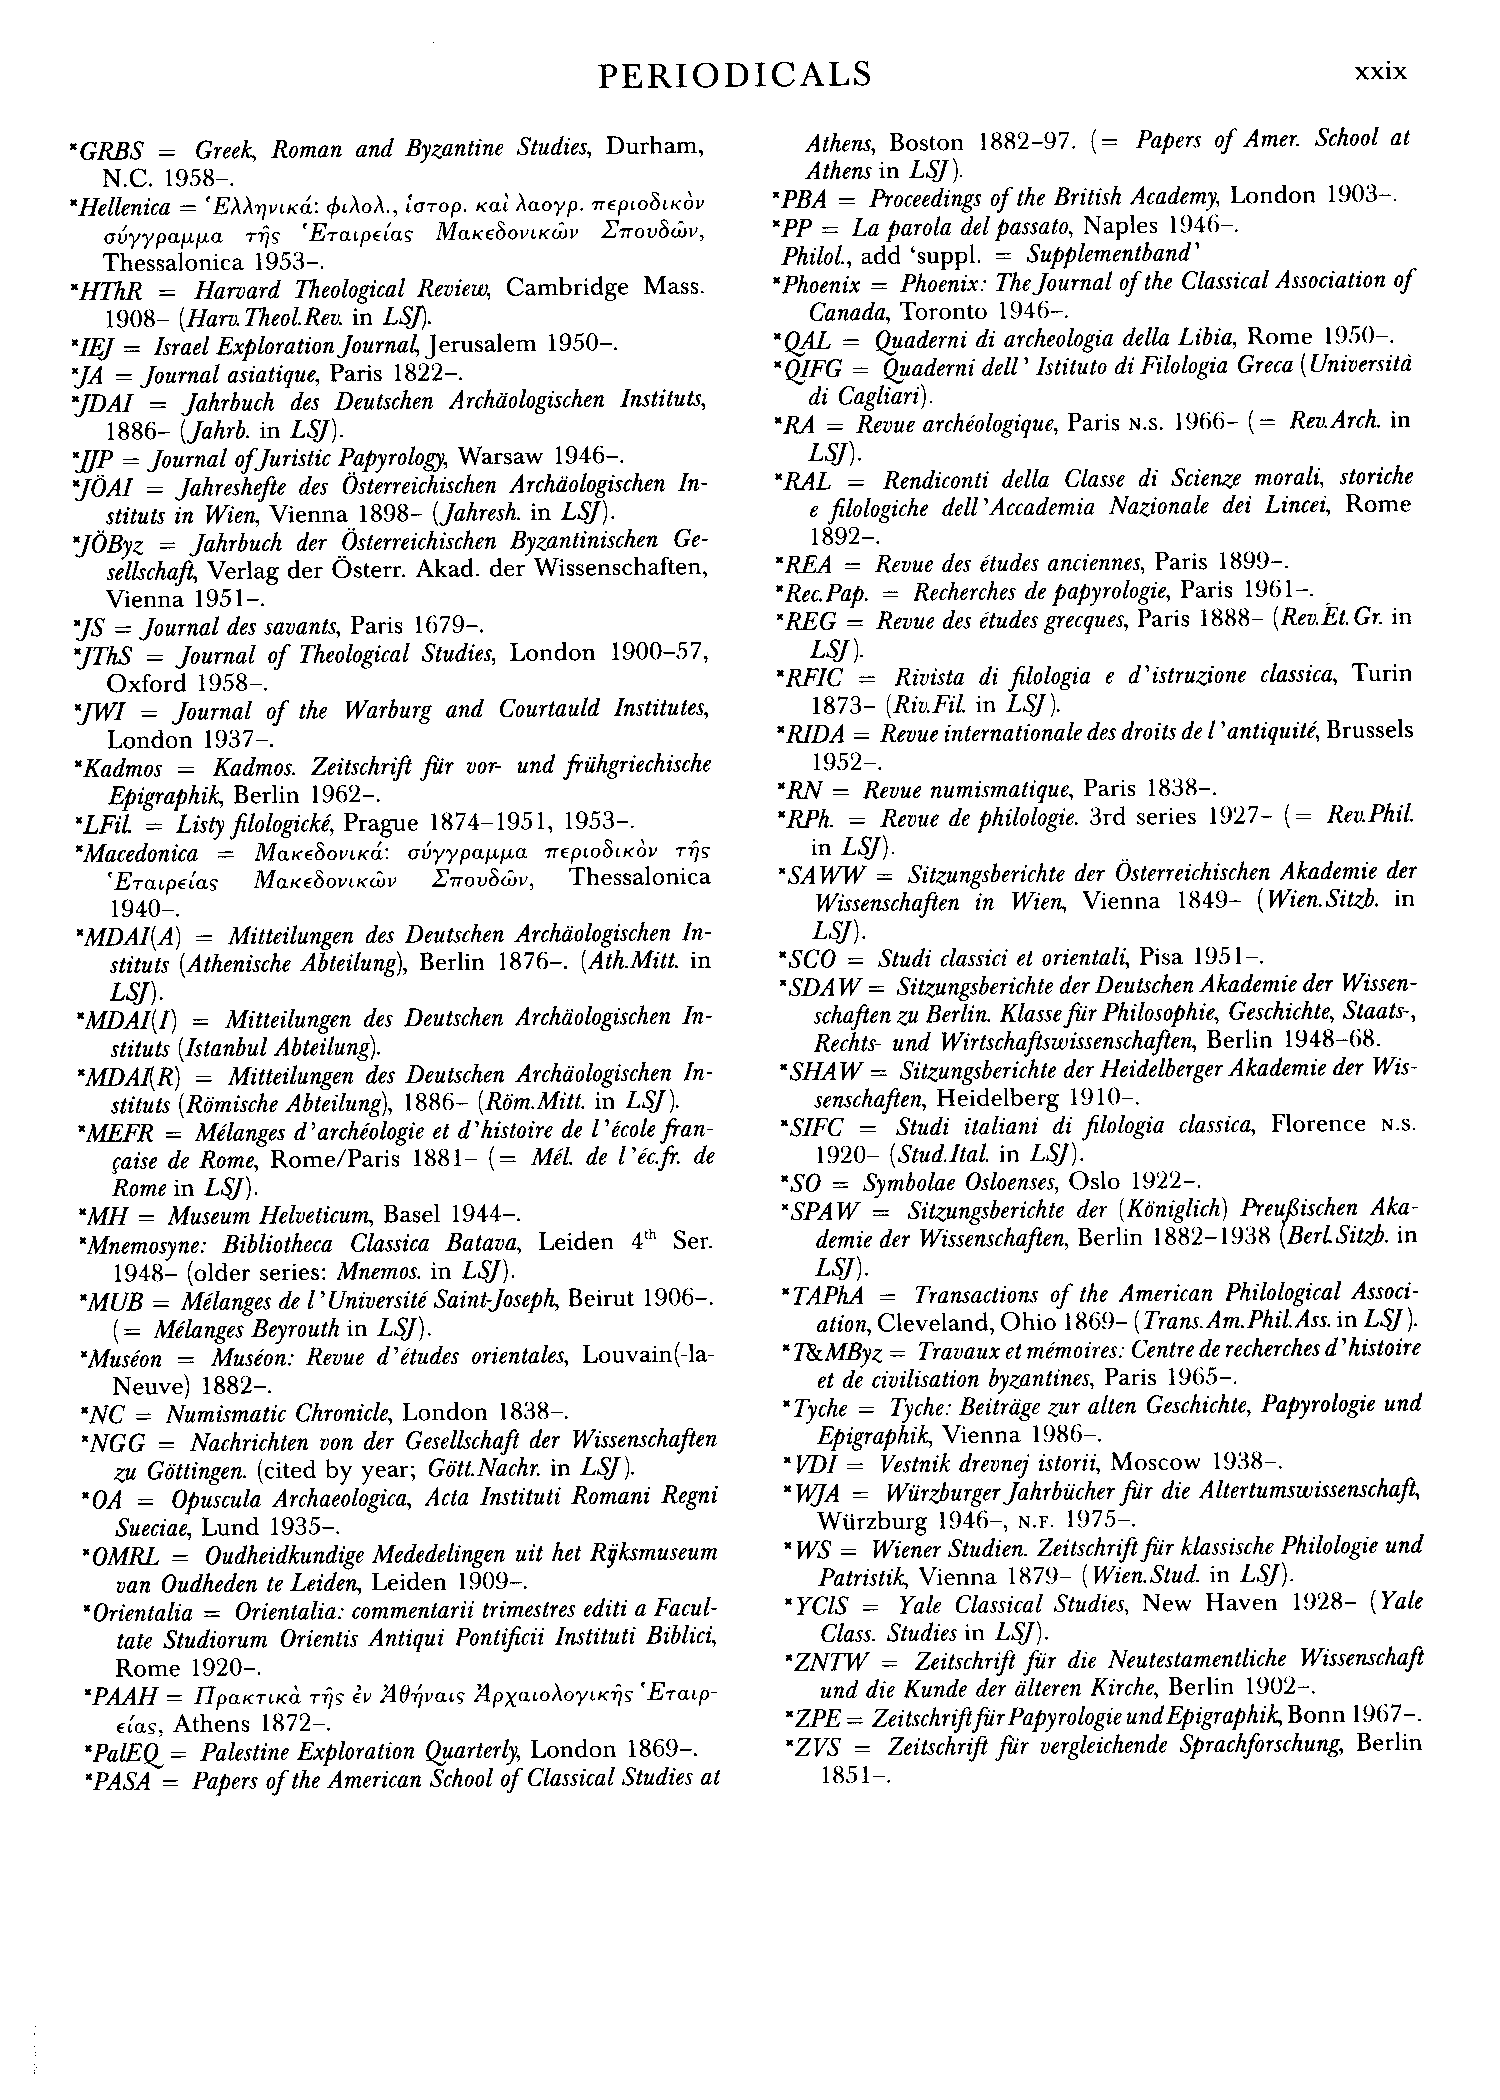 PERIODICALS
xxix
*GRBS = Greek, Roman and Byzantine Studies, Durham,
N.C. 1958–.
*Hellenica = Ἑλληνικά: φιλολ., ἱστορ. καὶ λαογρ. περιοδικὸν
σύγγραμμα τῆς Ἑταιρείας Μακεδονικῶν Σπουδῶν,
Thessalonica 1953–.
*HThR = Harvard Theological Review, Cambridge Mass.
1908– (Harv.Theol.Rev. in LSJ).
*IEJ = Israel Exploration Journal, Jerusalem 1950–.
*JA = Journal asiatique, Paris 1822–.
*JDAI = Jahrbuch des Deutschen Archäologischen Instituts,
1886– (Jahrb. in LSJ).
*JJP = Journal of Juristic Papyrology, Warsaw 1946–.
*JÖAI = Jahreshefte des Österreichischen Archäologischen In-
stituts in Wien, Vienna 1898– (Jahresh. in LSJ).
*JÖByz = Jahrbuch der Österreichischen Byzantinischen Ge-
sellschaft, Verlag der Österr. Akad. der Wissenschaften,
Vienna 1951–.
*JS = Journal des savants, Paris 1679–.
*JThS = Journal of Theological Studies, London 1900–57,
Oxford 1958–.
*JWI = Journal of the Warburg and Courtauld Institutes,
London 1937–.
*Kadmos = Kadmos. Zeitschrift für vor- und frühgriechische
Epigraphik, Berlin 1962–.
*LFil. = Listy filologické, Prague 1874–1951, 1953–.
*Macedonica = Μακεδονικά: σύγγραμμα περιοδικὸν τῆς
Ἑταιρείας Μακεδονικῶν Σπουδῶν, Thessalonica
1940–.
*MDAI(A) = Mitteilungen des Deutschen Archäologischen In-
stituts (Athenische Abteilung), Berlin 1876–. (Ath.Mitt. in
LSJ).
*MDAI(I) = Mitteilungen des Deutschen Archäologischen In-
stituts (Istanbul Abteilung).
*MDAI(R) = Mitteilungen des Deutschen Archäologischen In-
stituts (Römische Abteilung), 1886– (Röm.Mitt. in LSJ).
*MEFR = Mélanges d'archéologie et d'histoire de l'école fran-
çaise de Rome, Rome/Paris 1881– (= Mél. de l'éc.fr. de
Rome in LSJ).
*MH = Museum Helveticum, Basel 1944–.
*Mnemosyne: Bibliotheca Classica Batava, Leiden 4th Ser.
1948– (older series: Mnemos. in LSJ).
*MUB = Mélanges de l'Université Saint-Joseph, Beirut 1906–.
(= Mélanges Beyrouth in LSJ).
*Muséon = Muséon: Revue d'études orientales, Louvain(-la-
Neuve) 1882–.
*NC = Numismatic Chronicle, London 1838–.
*NGG = Nachrichten von der Gesellschaft der Wissenschaften
zu Göttingen. (cited by year; Gött.Nachr. in LSJ).
*OA = Opuscula Archaeologica, Acta Instituti Romani Regni
Sueciae, Lund 1935–.
*OMRL = Oudheidkundige Mededelingen uit het Rijksmuseum
van Oudheden te Leiden, Leiden 1909–.
*Orientalia = Orientalia: commentarii trimestres editi a Facul-
tate Studiorum Orientis Antiqui Pontificii Instituti Biblici,
Rome 1920–.
*PAAH = Πρακτικὰ τῆς ἐν Ἀθήναις Ἀρχαιολογικῆς Ἑταιρ-
είας, Athens 1872–.
*PalEQ = Palestine Exploration Quarterly, London 1869–.
*PASA = Papers of the American School of Classical Studies at
Athens, Boston 1882–97. (= Papers of Amer. School at
Athens in LSJ).
*PBA = Proceedings of the British Academy, London 1903–.
*PP = La parola del passato, Naples 1946–.
Philol., add 'suppl. = Supplementband'
*Phoenix = Phoenix: The Journal of the Classical Association of
Canada, Toronto 1946–.
*QAL = Quaderni di archeologia della Libia, Rome 1950–.
*QIFG = Quaderni dell' Istituto di Filologia Greca (Università
di Cagliari).
*RA = Revue archéologique, Paris N.S. 1966– (= Rev.Arch. in
LSJ).
*RAL = Rendiconti della Classe di Scienze morali, storiche
e filologiche dell'Accademia Nazionale dei Lincei, Rome
1892–.
*REA = Revue des études anciennes, Paris 1899–.
*Rec.Pap. = Recherches de papyrologie, Paris 1961–.
*REG = Revue des études grecques, Paris 1888– (Rev.Ét.Gr. in
LSJ).
*RFIC = Rivista di filologia e d'istruzione classica, Turin
1873– (Riv.Fil. in LSJ).
*RIDA = Revue internationale des droits de l'antiquité, Brussels
1952–.
*RN = Revue numismatique, Paris 1838–.
*RPh. = Revue de philologie. 3rd series 1927– (= Rev.Phil.
in LSJ).
*SAWW = Sitzungsberichte der Österreichischen Akademie der
Wissenschaften in Wien, Vienna 1849– (Wien.Sitzb. in
LSJ).
*SCO = Studi classici et orientali, Pisa 1951–.
*SDAW = Sitzungsberichte der Deutschen Akademie der Wissen-
schaften zu Berlin. Klasse für Philosophie, Geschichte, Staats-,
Rechts- und Wirtschaftswissenschaften, Berlin 1948–68.
*SHAW = Sitzungsberichte der Heidelberger Akademie der Wis-
senschaften, Heidelberg 1910–.
*SIFC = Studi italiani di filologia classica, Florence N.S.
1920– (Stud.Ital. in LSJ).
*SO = Symbolae Osloenses, Oslo 1922–.
*SPAW = Sitzungsberichte der (Königlich) Preußischen Aka-
demie der Wissenschaften, Berlin 1882–1938 (Berl.Sitzb. in
LSJ).
*TAPhA = Transactions of the American Philological Associ-
ation, Cleveland, Ohio 1869– (Trans.Am.Phil.Ass. in LSJ).
*T&MByz = Travaux et mémoires: Centre de recherches d'histoire
et de civilisation byzantines, Paris 1965–.
*Tyche = Tyche: Beiträge zur alten Geschichte, Papyrologie und
Epigraphik, Vienna 1986–.
*VDI = Vestnik drevnej istorii, Moscow 1938–.
*WJA = Würzburger Jahrbücher für die Altertumswissenschaft,
Würzburg 1946–, N.F. 1975–.
*WS = Wiener Studien. Zeitschrift für klassische Philologie und
Patristik, Vienna 1879– (Wien.Stud. in LSJ).
*YClS = Yale Classical Studies, New Haven 1928– (Yale
Class. Studies in LSJ).
*ZNTW = Zeitschrift für die Neutestamentliche Wissenschaft
und die Kunde der älteren Kirche, Berlin 1902–.
*ZPE = Zeitschrift für Papyrologie und Epigraphik, Bonn 1967–.
*ZVS = Zeitschrift für vergleichende Sprachforschung, Berlin
1851–.